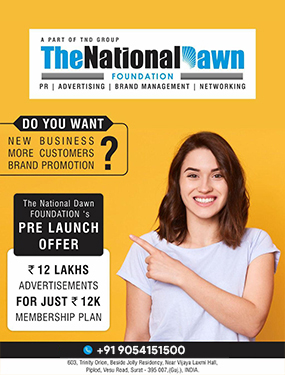 A PART OF TND GROUP
TheNationalDawn
FOUNDATION
PR | ADVERTISING | BRAND MANAGEMENT | NETWORKING
DO YOU WANT
NEW BUSINESS
MORE CUSTOMERS
BRAND PROMOTION ?
The National Dawn
FOUNDATION 's
PRE LAUNCH
OFFER
₹ 12 LAKHS
ADVERTISEMENTS
FOR JUST ₹ 12K
MEMBERSHIP PLAN
+91 9054151500
603, Trinity Orion, Beside Jolly Residency, Near Vijaya Laxmi Hall,
Piplod, Vesu Road, Surat - 395 007,(Guj.), INDIA.